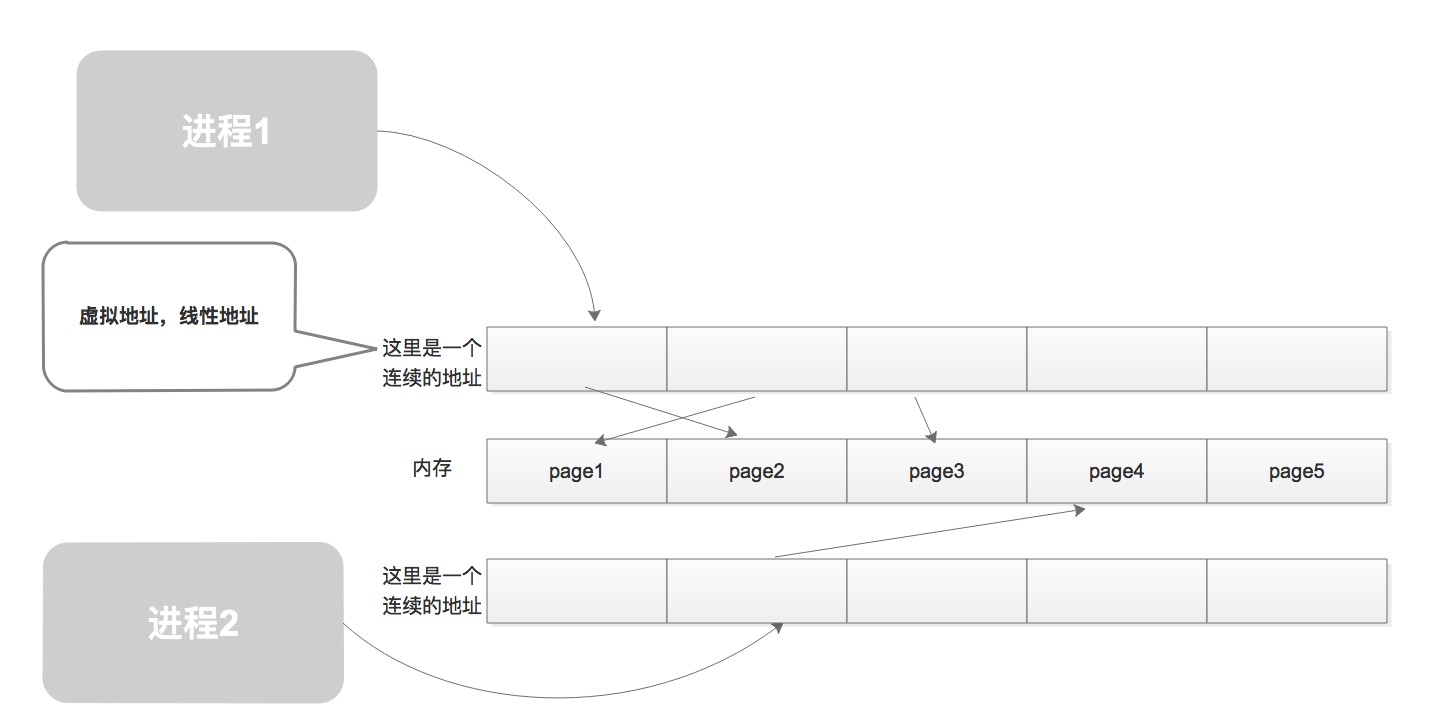 进程1
虚拟地址，线性地址
这里是一个
连续的地址
内存
page1
page2
page3
page4
page5
这里是一个
连续的地址
进程2